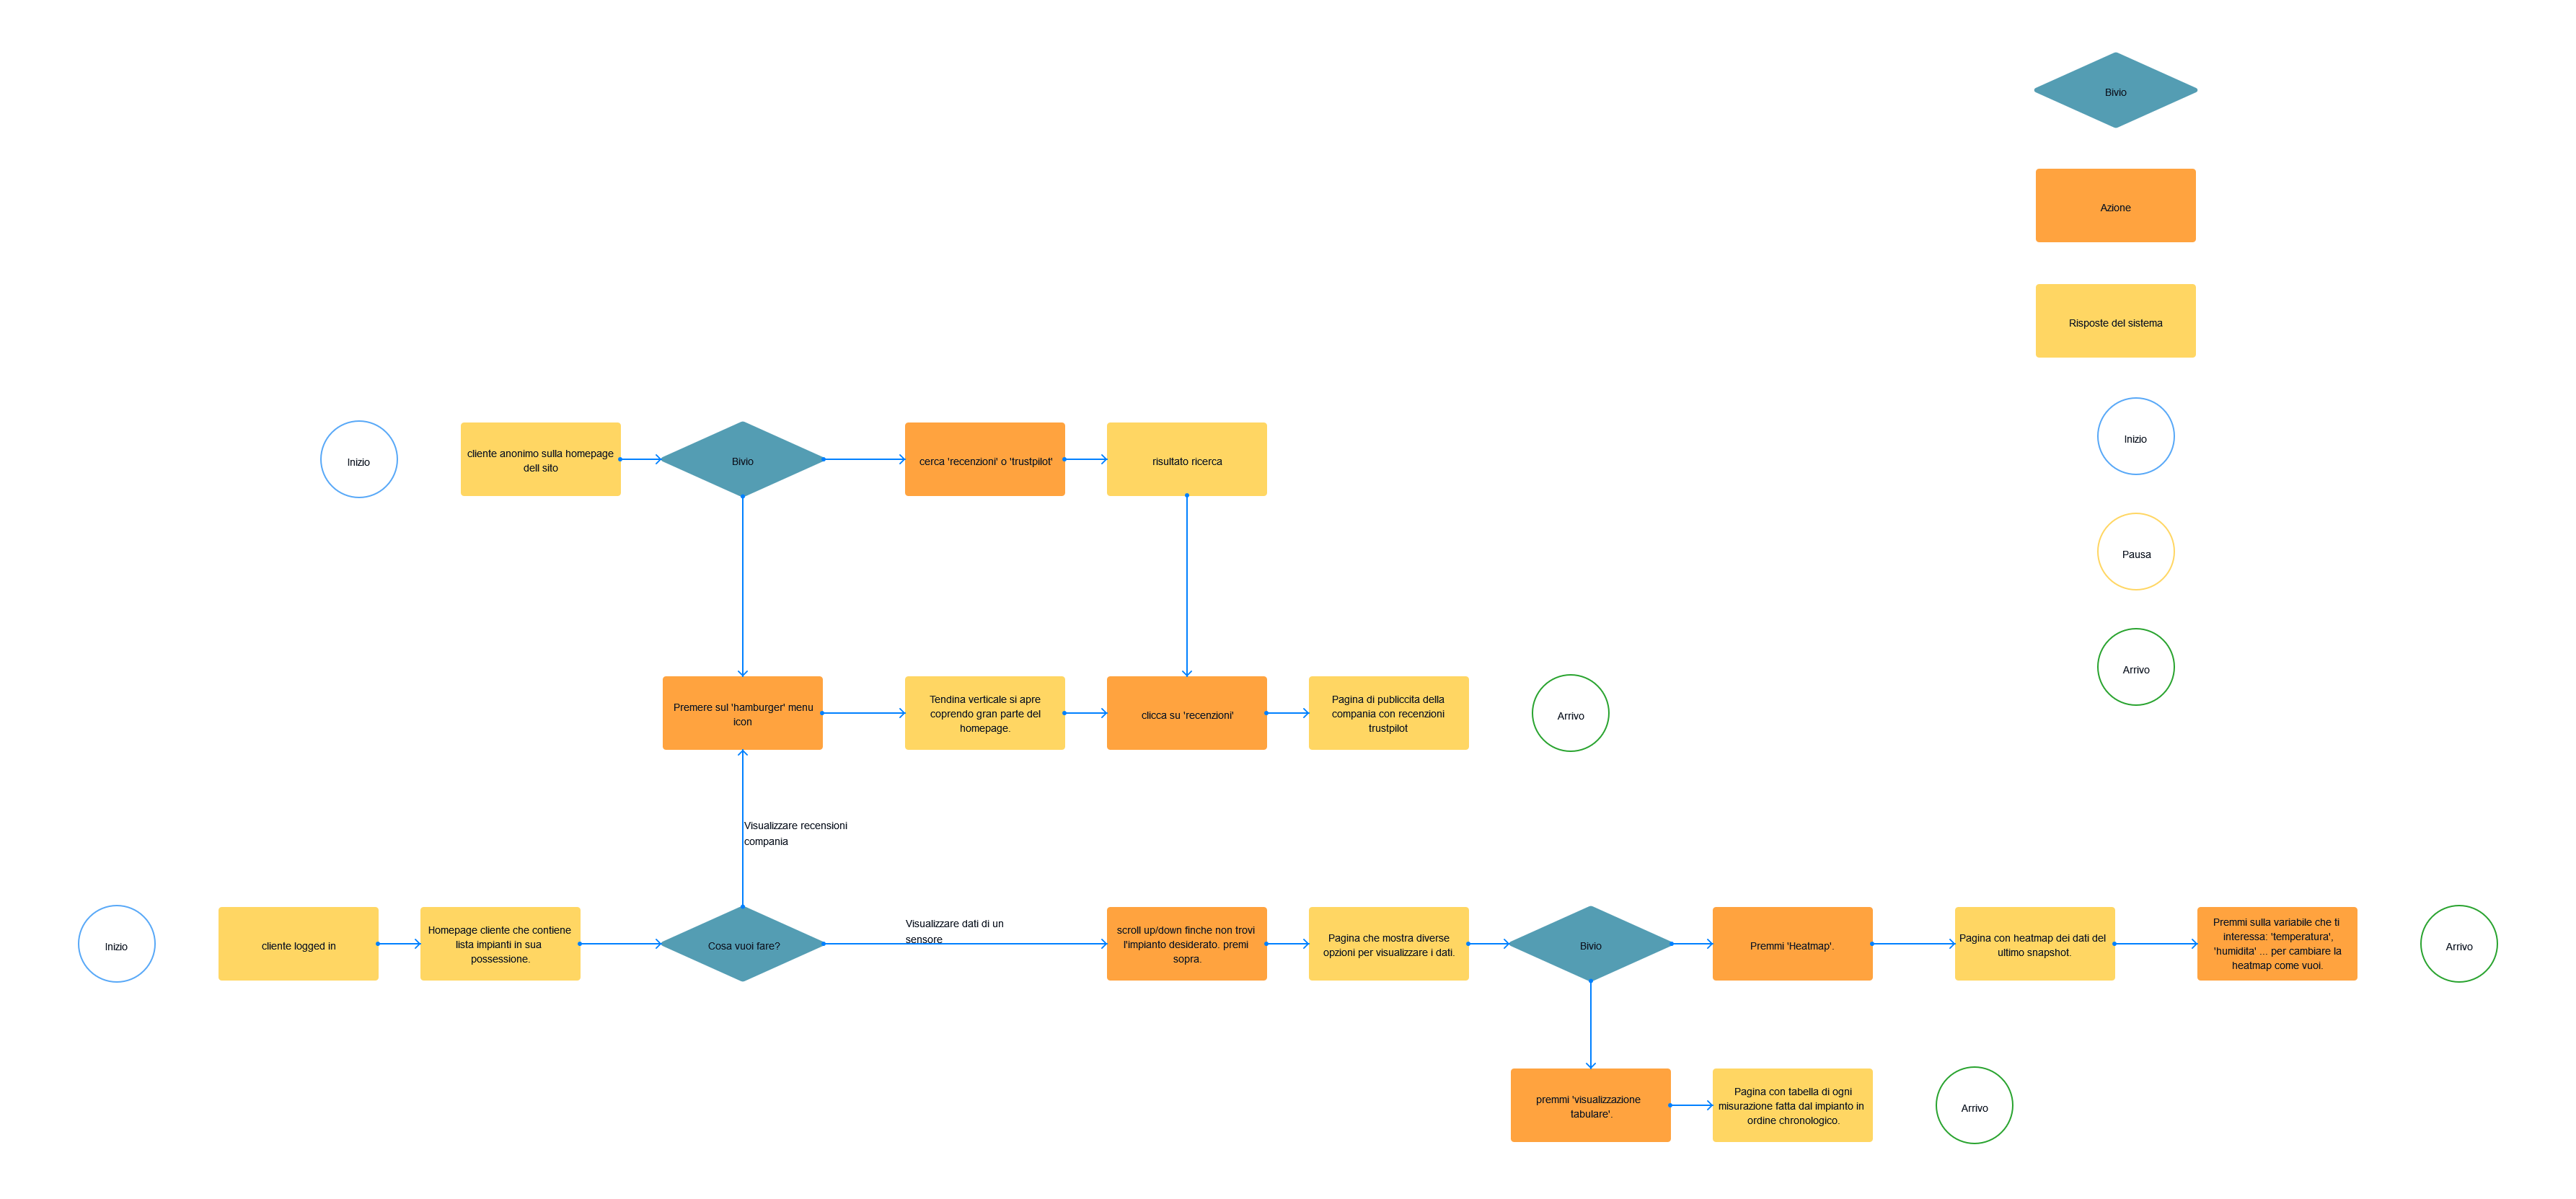 Bivio
Azione
Risposte del sistema
Inizio
Pausa
Arrivo
Inizio
cliente anonimo sulla homepage
dell sito
Bivio
cerca 'recenzioni' o 'trustpilot'
risultato ricerca
Premere sul 'hamburger' menu
icon
Tendina verticale si apre
coprendo gran parte del
homepage.
clicca su 'recenzioni'
Pagina di publiccita della
compania con recenzioni
trustpilot
Arrivo
Visualizzare recensioni
compania
Inizio
cliente logged in
Homepage cliente che contiene
lista impianti in sua
possessione.
Cosa vuoi fare?
Visualizzare dati di un
sensore
scroll up/down finche non trovi
l'impianto desiderato. premi
sopra.
Pagina che mostra diverse
opzioni per visualizzare i dati.
Bivio
Premmi 'Heatmap'.
Pagina con heatmap dei dati del
ultimo snapshot.
Premmi sulla variabile che ti
interessa: 'temperatura',
'humidita' ... per cambiare la
heatmap come vuoi.
Arrivo
premmi 'visualizzazione
tabulare'.
Pagina con tabella di ogni
misurazione fatta dal impianto in
ordine chronologico.
Arrivo